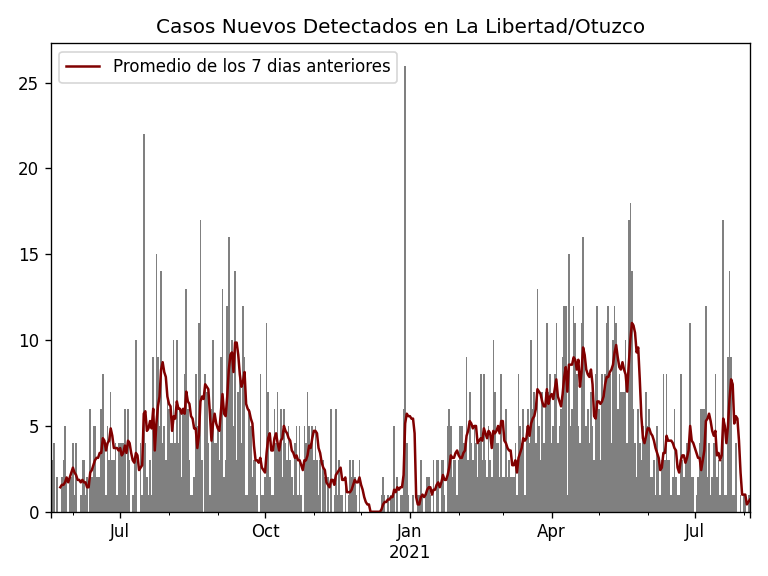 Casos Nuevos Detectados en La Libertad/Otuzco
Promedio de los 7 dias anteriores
25
20
15
10
5
0
Jul Oct Jan Apr Jul
2021